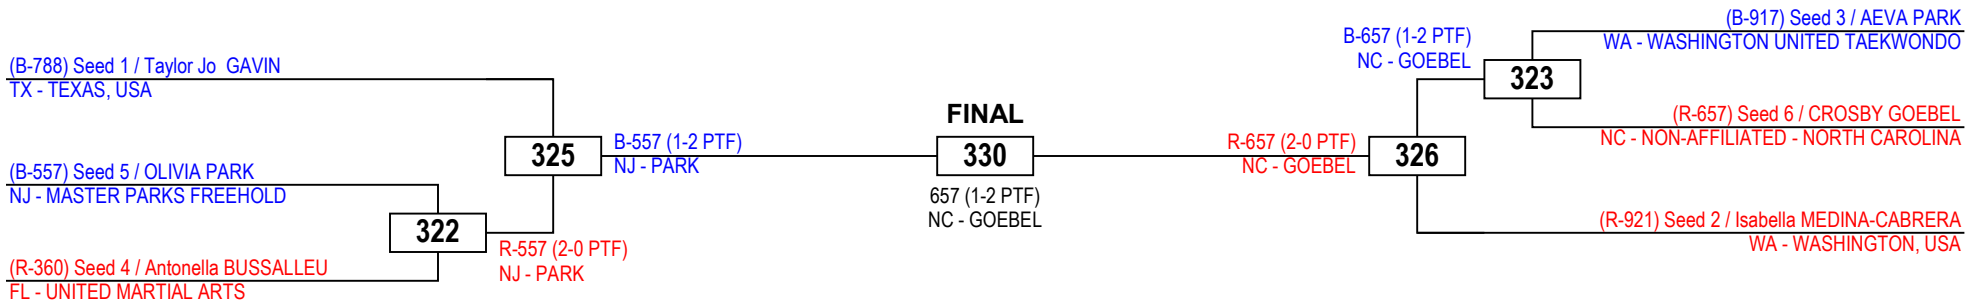 (B-788) Seed 1 / Taylor Jo  GAVIN
TX - TEXAS, USA
(B-557) Seed 5 / OLIVIA PARK
NJ - MASTER PARKS FREEHOLD
(R-360) Seed 4 / Antonella BUSSALLEU
FL - UNITED MARTIAL ARTS
322
R-557 (2-0 PTF)
NJ - PARK
325
B-557 (1-2 PTF)
NJ - PARK
FINAL
330
657 (1-2 PTF)
NC - GOEBEL
R-657 (2-0 PTF)
NC - GOEBEL
326
B-657 (1-2 PTF)
NC - GOEBEL
323
(B-917) Seed 3 / AEVA PARK
WA - WASHINGTON UNITED TAEKWONDO
(R-657) Seed 6 / CROSBY GOEBEL
NC - NON-AFFILIATED - NORTH CAROLINA
(R-921) Seed 2 / Isabella MEDINA-CABRERA
WA - WASHINGTON, USA